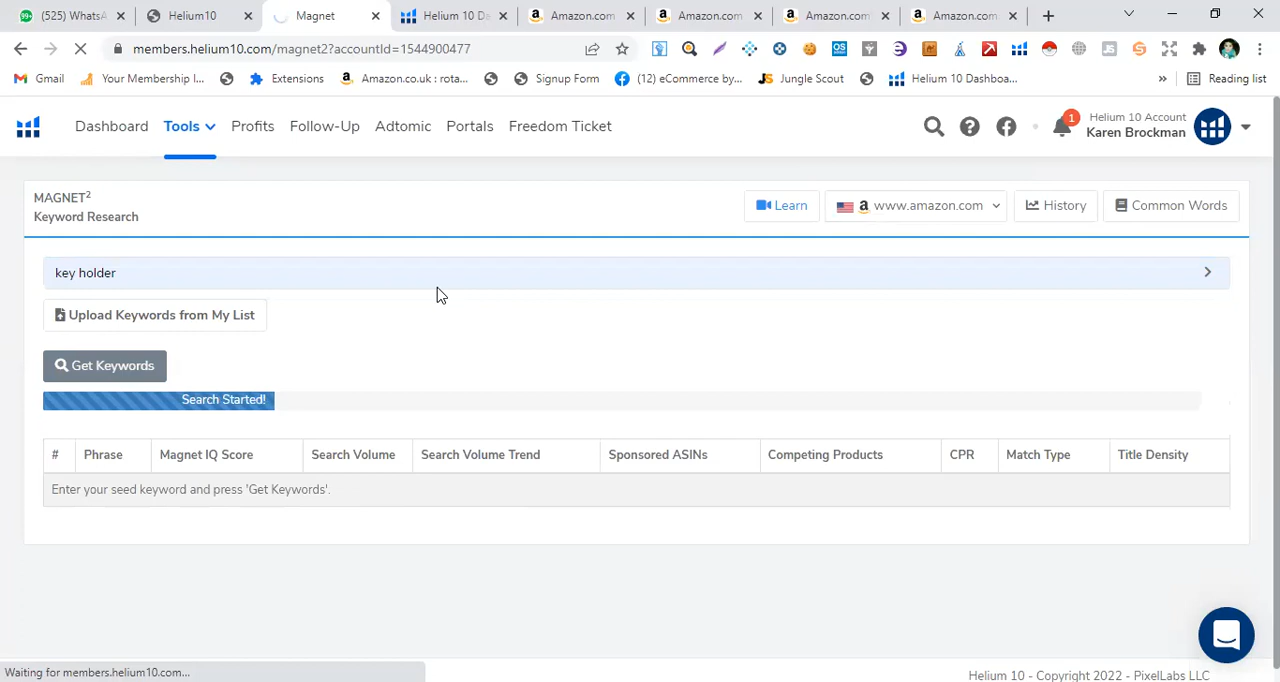 (525) WhatsA
Helium10
Magnet
Helium 10 Da
Amazon.com
Amazon.com
Amazon.com
Amazon.com
members.helium10.com/magnet2?accountId=1544900477
Gmail
Your Membership I...
Extensions
Amazon.co.uk : rota...
Signup Form
(12) eCommerce by...
Jungle Scout
Helium 10 Dashboa...
»
Reading list
Dashboard
Tools
Profits
Follow-Up
Adtomic
Portals
Freedom Ticket
1
Helium 10 Account
Karen Brockman
MAGNET²
Keyword Research
Learn
www.amazon.com
History
Common Words
key holder
Upload Keywords from My List
Get Keywords
Search Started!
# Phrase Magnet IQ Score Search Volume Search Volume Trend Sponsored ASINs Competing Products CPR Match Type Title Density
Enter your seed keyword and press 'Get Keywords'.
Waiting for members.helium10.com...
Helium 10 - Copyright 2022 - PixelLabs LLC